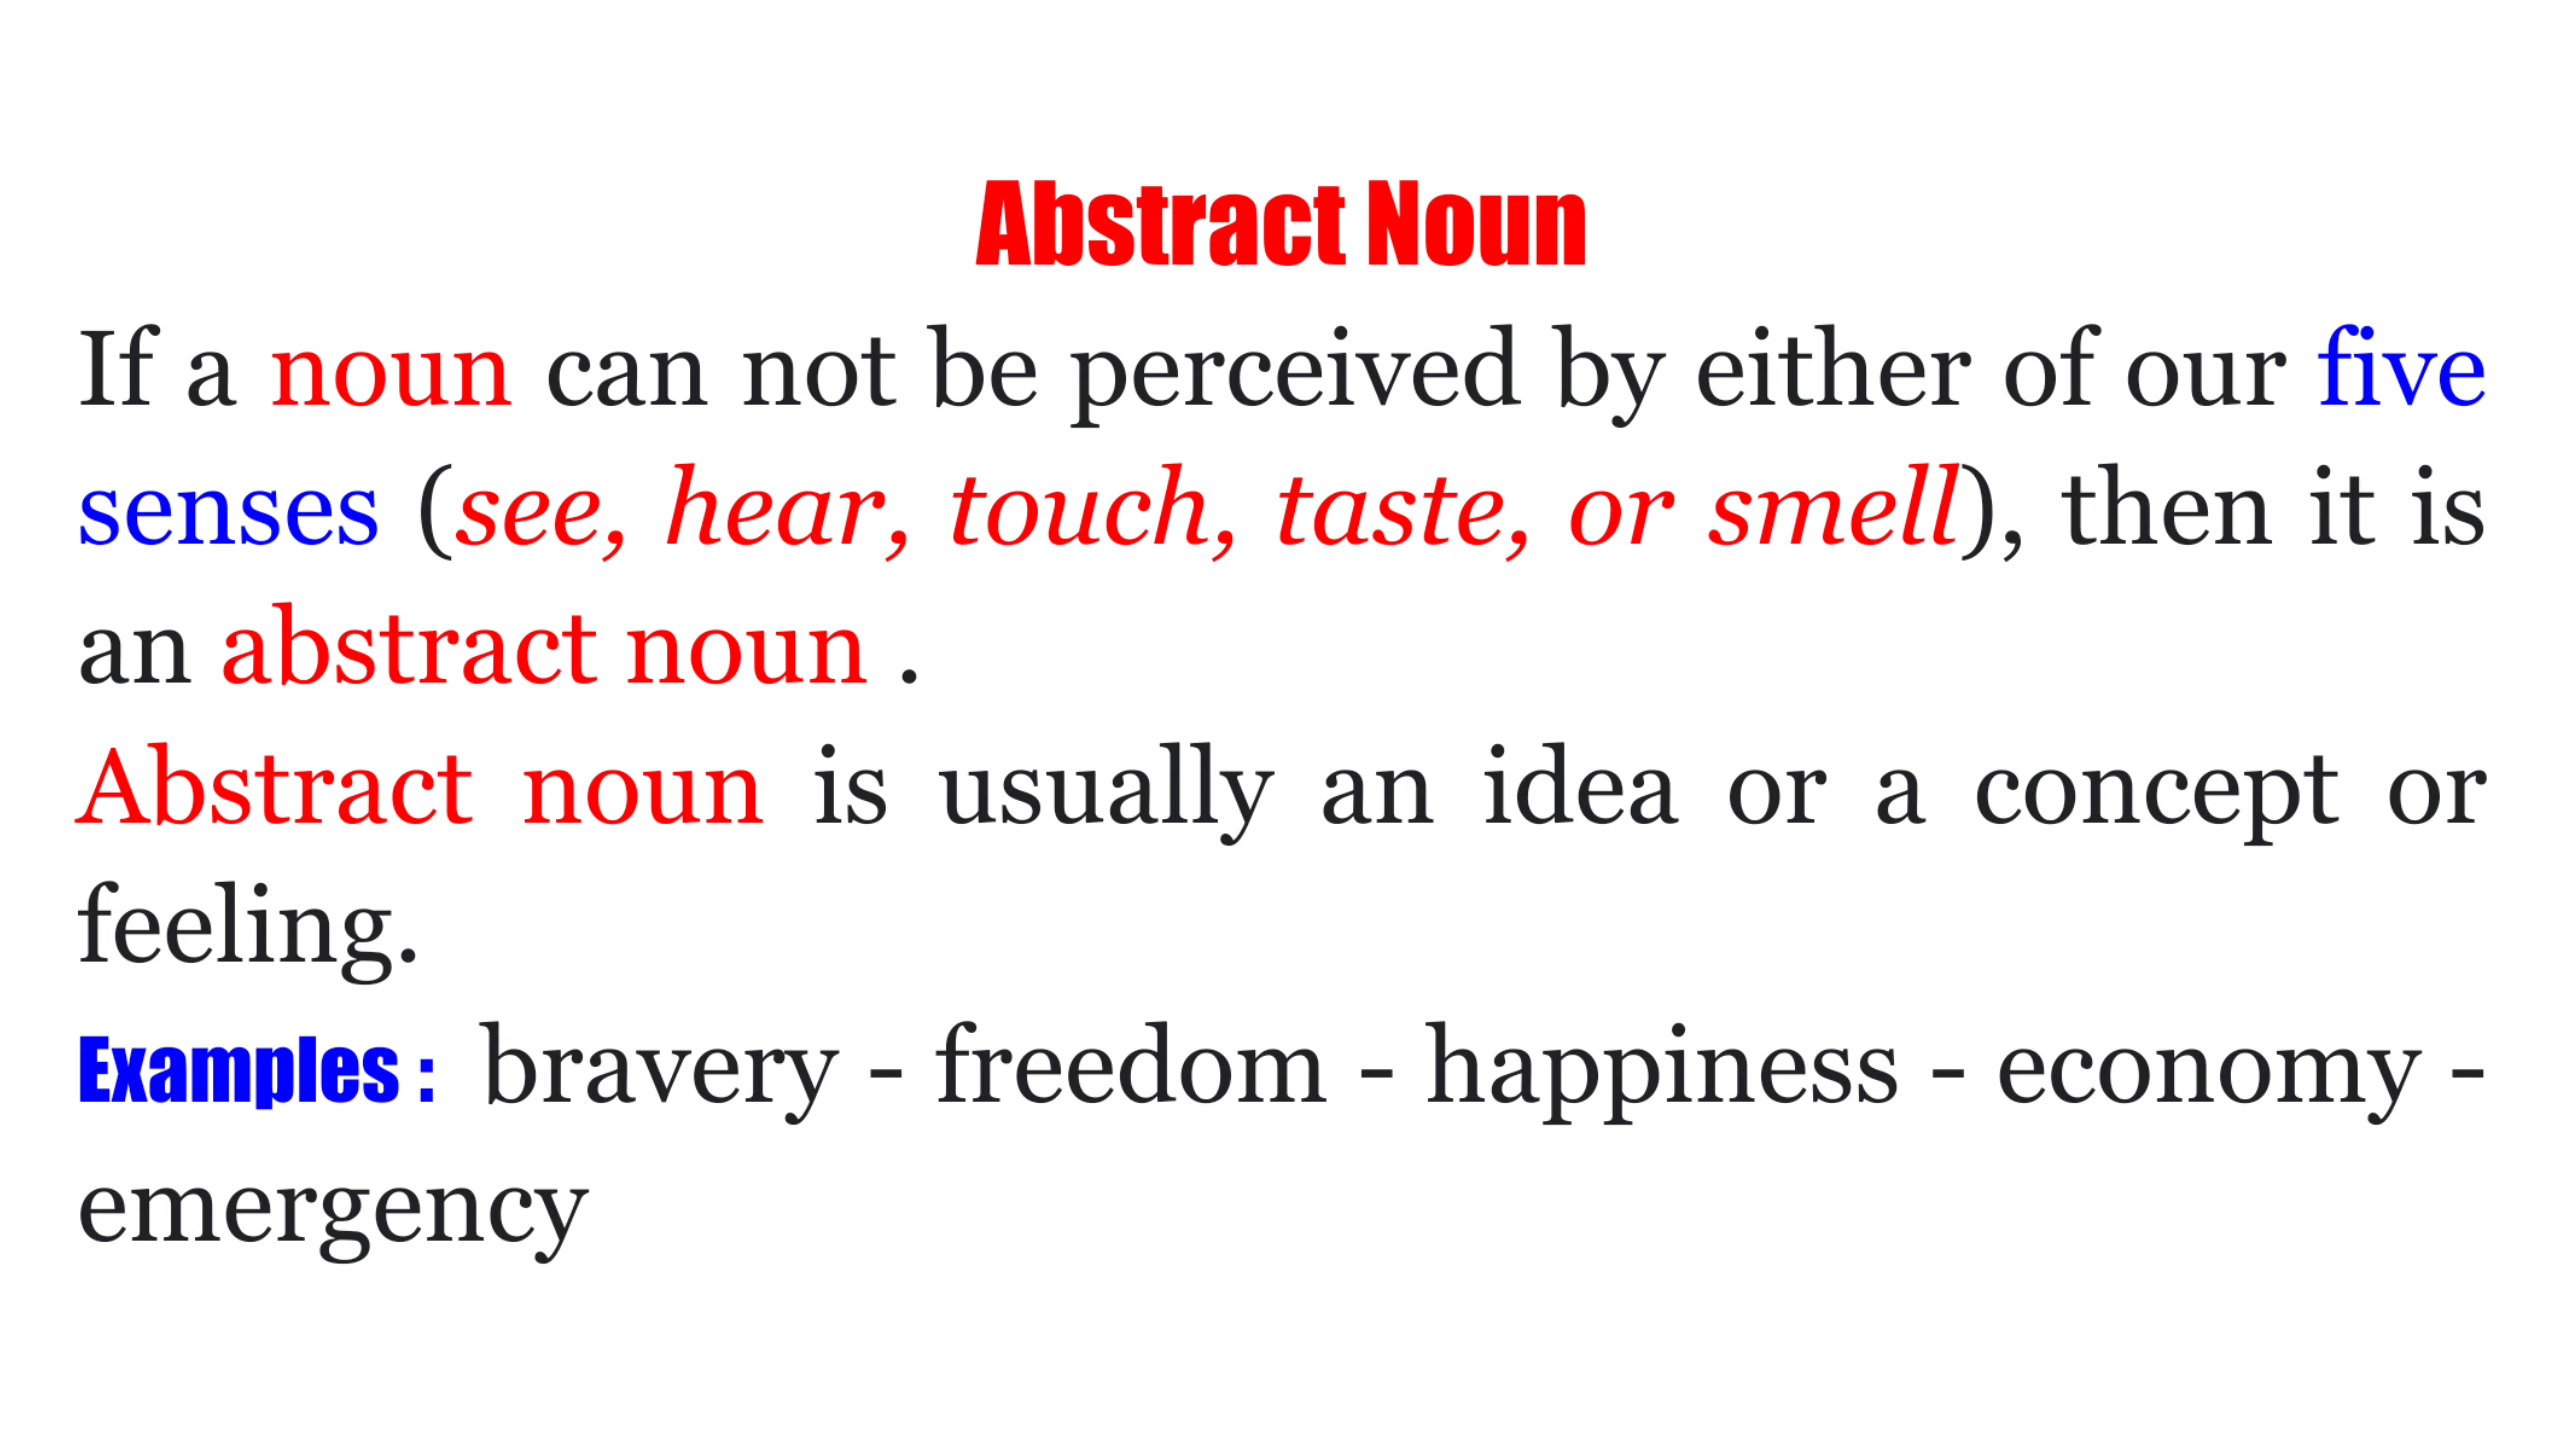 Abstract Noun
If a noun can not be perceived by either of our five
senses (see, hear, touch, taste, or smell), then it is
an abstract noun .
Abstract noun is usually an idea or a concept or
feeling.
Examples : bravery - freedom - happiness - economy -
emergency